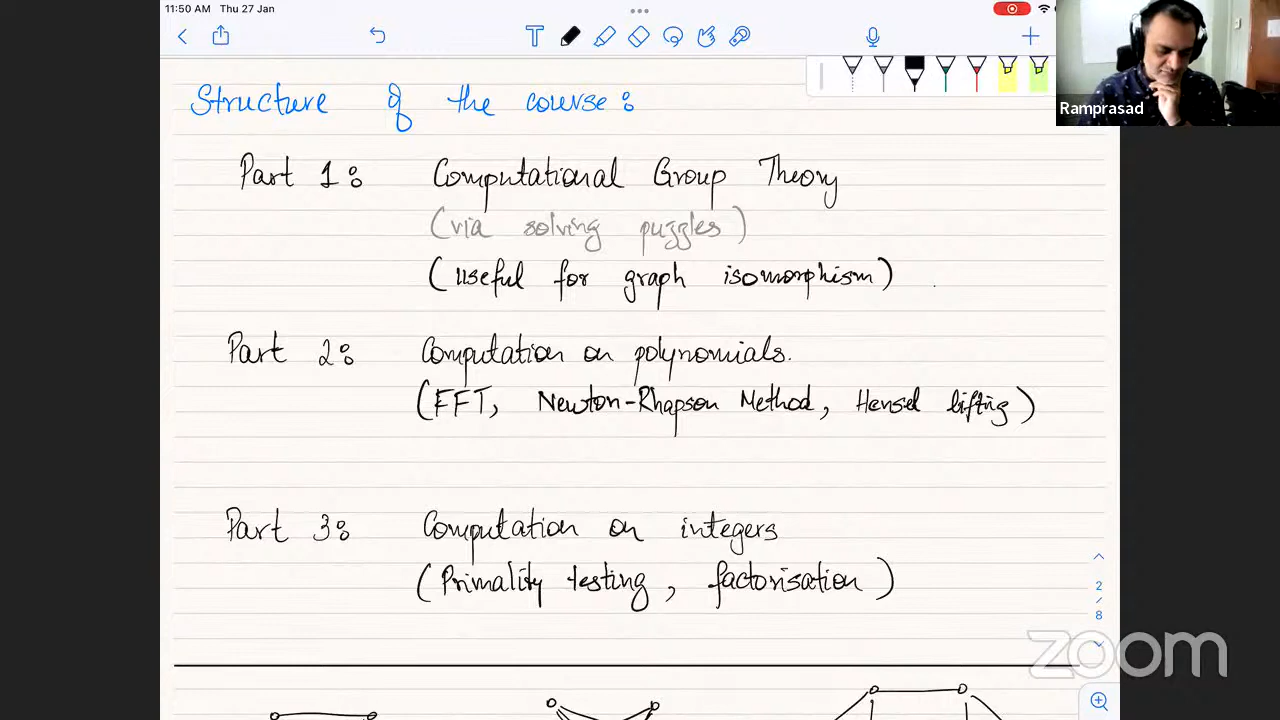 11:50 AM Thu 27 Jan
Ramprasad
Structure of the course:
Part 1: Computational Group Theory
(via solving puzzles)
(Useful for graph isomorphism)
Part 2: Computation on polynomials.
(FFT, Newton-Rhapson Method, Hensel lifting)
Part 3: Computation on integers
(Primality testing, factorisation)
2
/
8
zoom